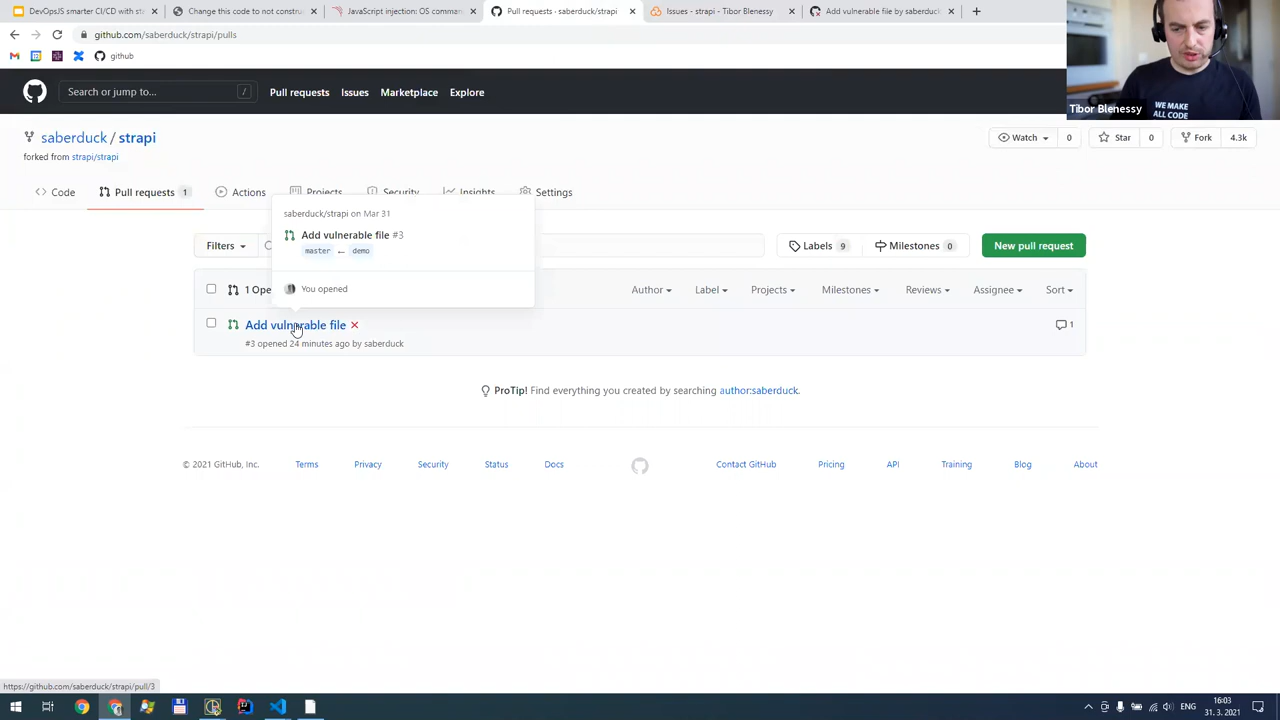 DevOpsJS smarter CI/CD with stat
Change this code to not construc
JavaScript injection: OS comman
Pull requests · saberduck/strapi
Issues - strapi - Tibor Blenessy
Add vulnerable file by saberduck
github.com/saberduck/strapi/pulls
github
Search or jump to...
/
Pull requests
Issues
Marketplace
Explore
Tibor Blenessy
WE MAKE
ALL CODE
saberduck / strapi
forked from strapi/strapi
Watch
0
Star
0
Fork
4.3k
Code
Pull requests 1
Actions
Projects
Security
Insights
Settings
saberduck/strapi on Mar 31
Add vulnerable file #3
master ← demo
You opened
Filters
Labels 9
Milestones 0
New pull request
1 Ope
Author
Label
Projects
Milestones
Reviews
Assignee
Sort
Add vulnerable file
1
#3 opened 24 minutes ago by saberduck
ProTip! Find everything you created by searching author:saberduck.
© 2021 GitHub, Inc.
Terms
Privacy
Security
Status
Docs
Contact GitHub
Pricing
API
Training
Blog
About
https://github.com/saberduck/strapi/pull/3
ENG
16:03
31. 3. 2021